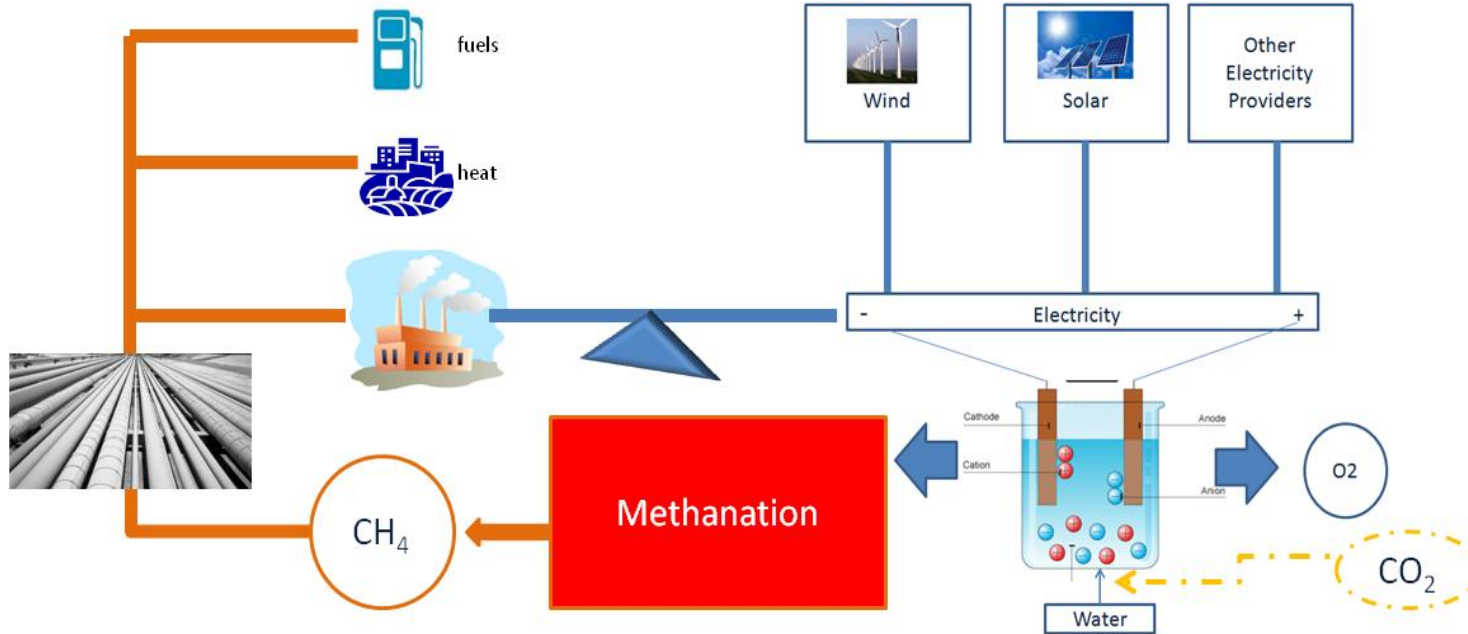 fuels
heat
Wind
Solar
Other
Electricity
Providers
-
Electricity
+
Cathode
Cation
Anode
Anion
Methanation
CH₄
O2
CO₂
Water